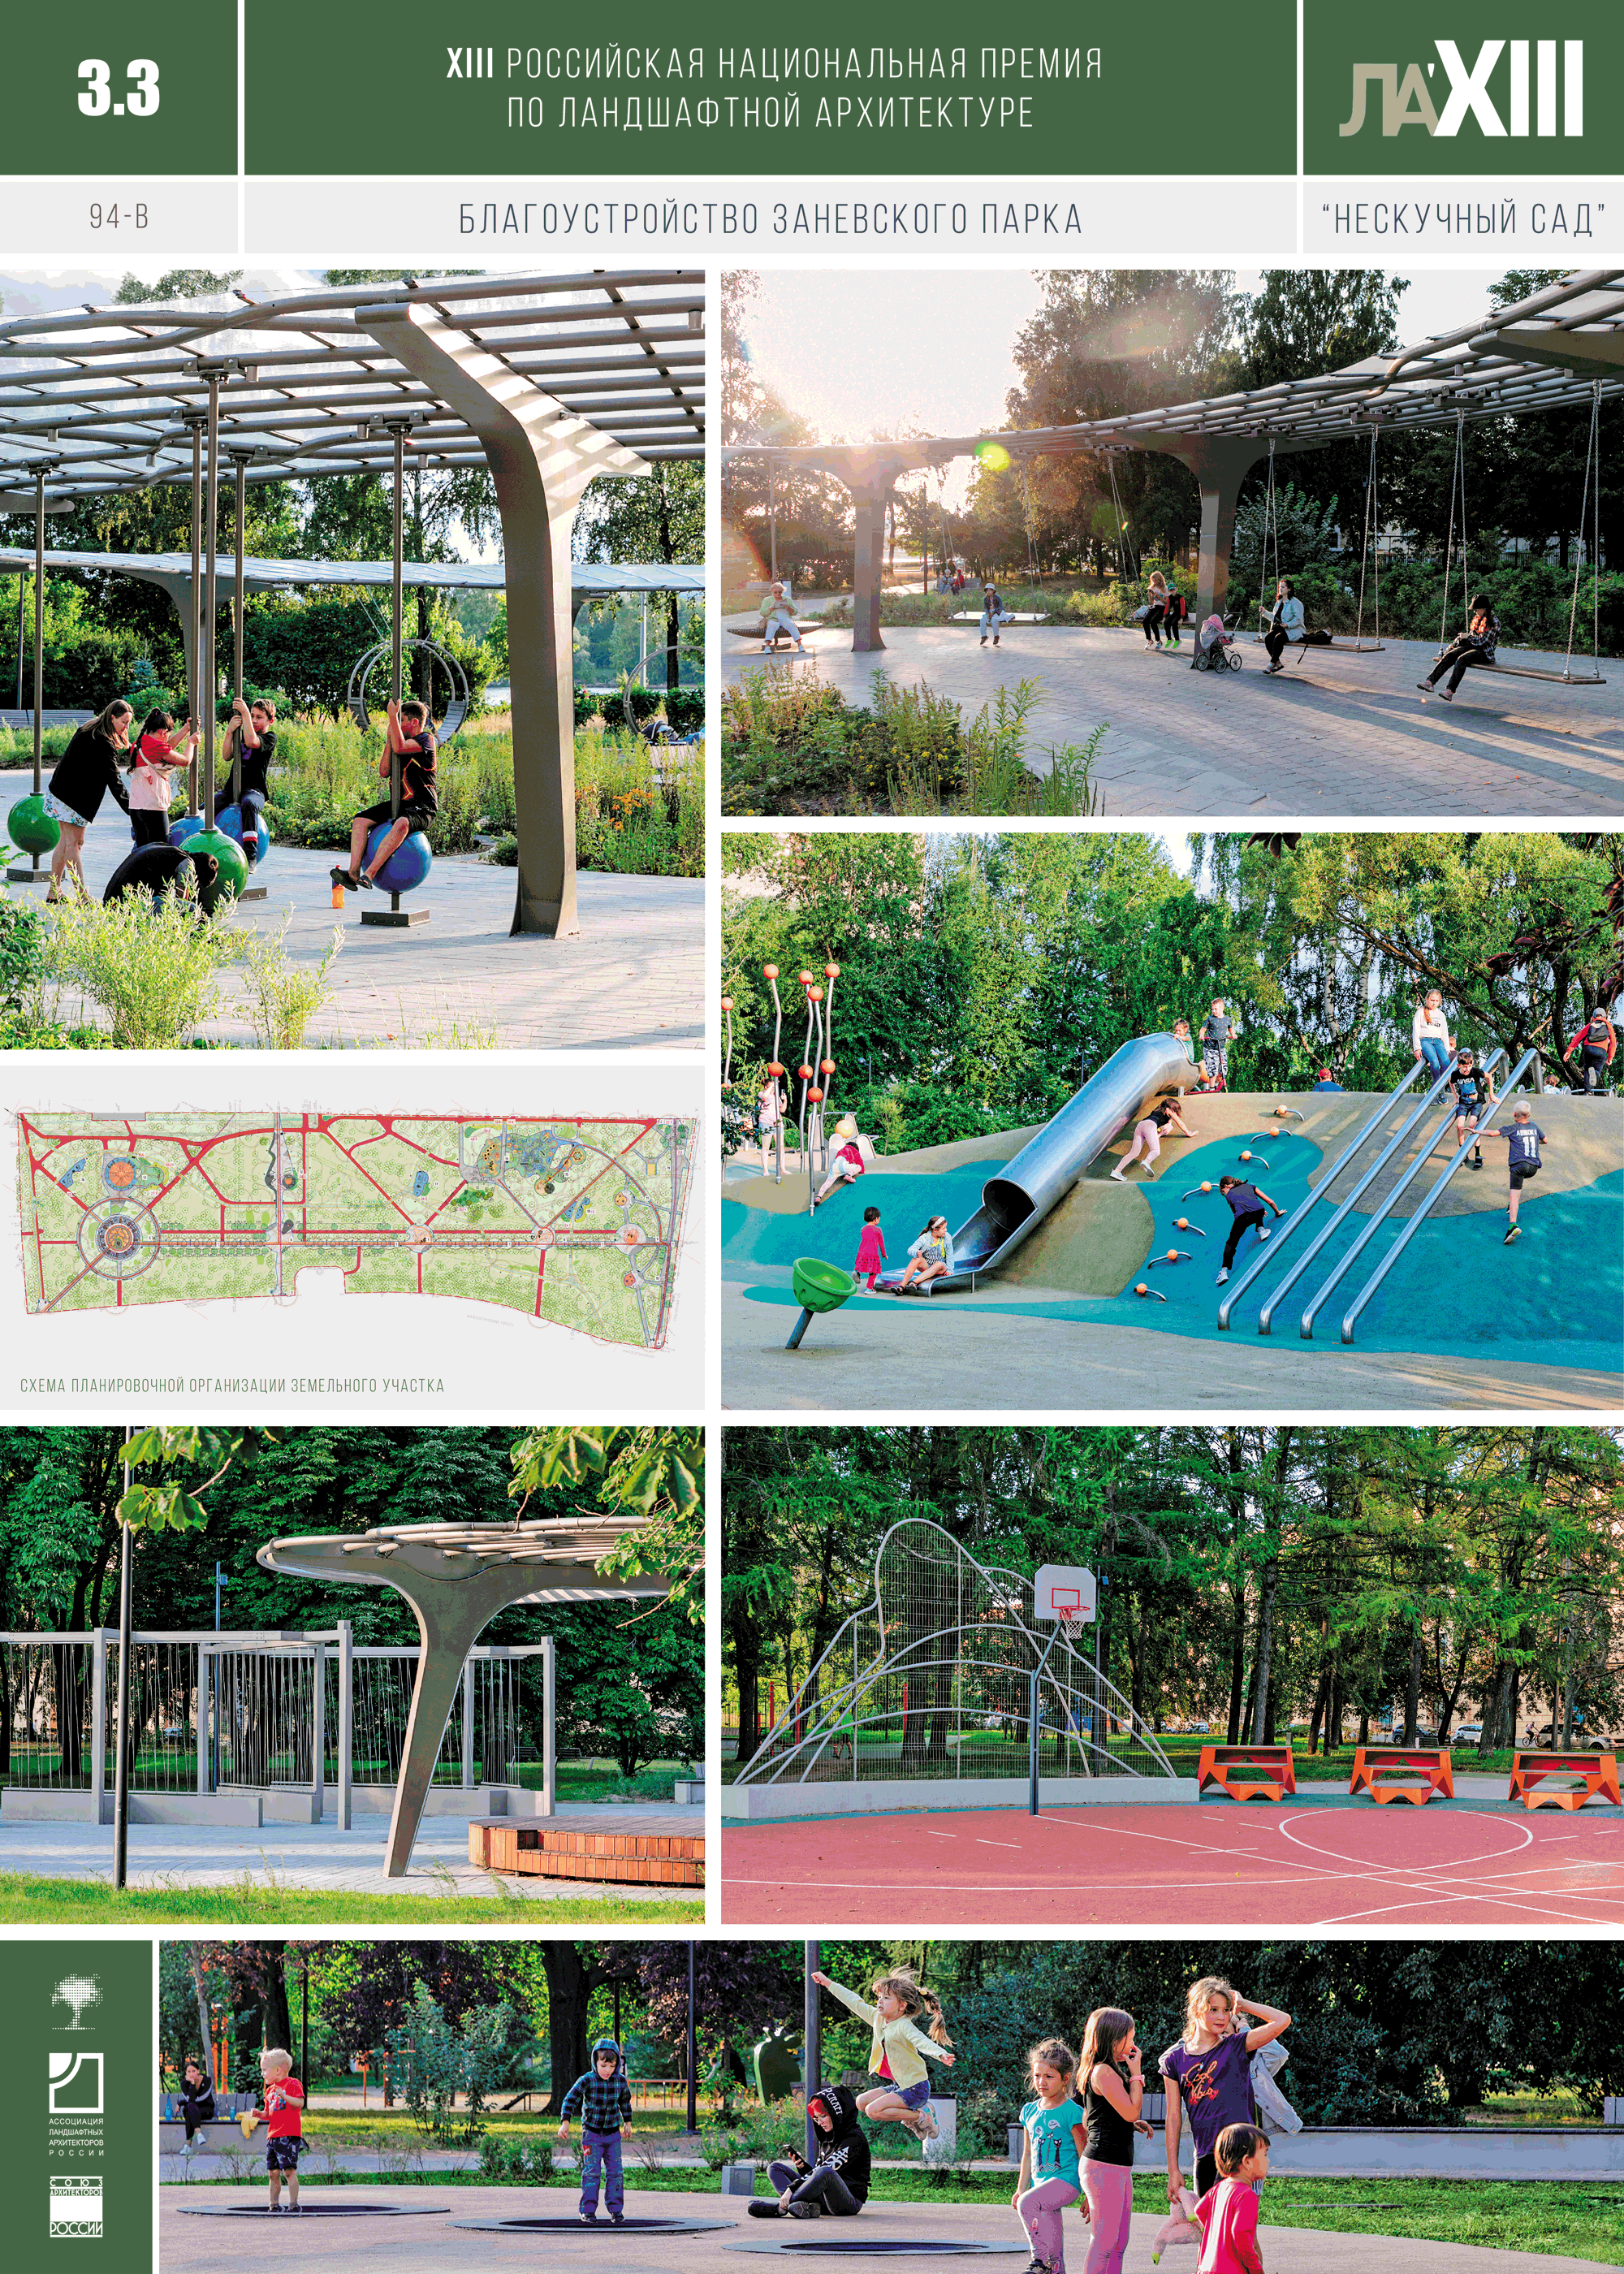 3.3
XIII РОССИЙСКАЯ НАЦИОНАЛЬНАЯ ПРЕМИЯ
ПО ЛАНДШАФТНОЙ АРХИТЕКТУРЕ
ЛА'XIII
94-В
БЛАГОУСТРОЙСТВО ЗАНЕВСКОГО ПАРКА
“НЕСКУЧНЫЙ САД”
СХЕМА ПЛАНИРОВОЧНОЙ ОРГАНИЗАЦИИ ЗЕМЕЛЬНОГО УЧАСТКА
11
АССОЦИАЦИЯ
ЛАНДШАФТНЫХ
АРХИТЕКТОРОВ
РОССИИ
СОЮЗ
АРХИТЕКТОРОВ
РОССИИ